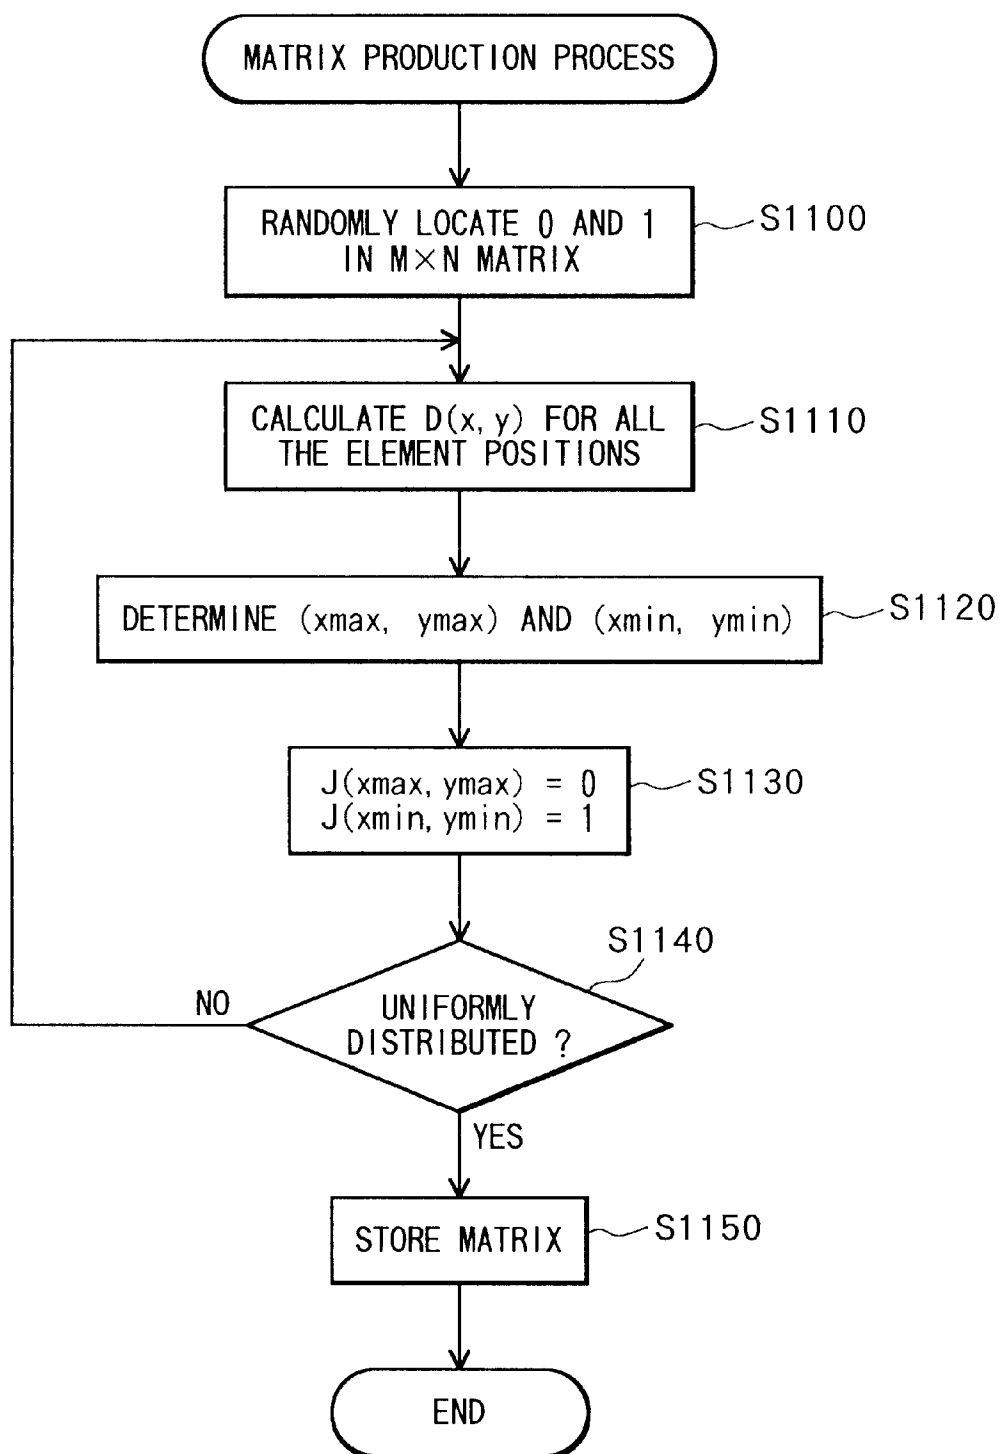 MATRIX PRODUCTION PROCESS
RANDOMLY LOCATE 0 AND 1
IN M×N MATRIX
S1100
CALCULATE D(x,y) FOR ALL
THE ELEMENT POSITIONS
S1110
DETERMINE (xmax, ymax) AND (xmin, ymin)
S1120
J(xmax,ymax) = 0
J(xmin,ymin) = 1
S1130
S1140
UNIFORMLY
DISTRIBUTED ?
NO
YES
STORE MATRIX
S1150
END